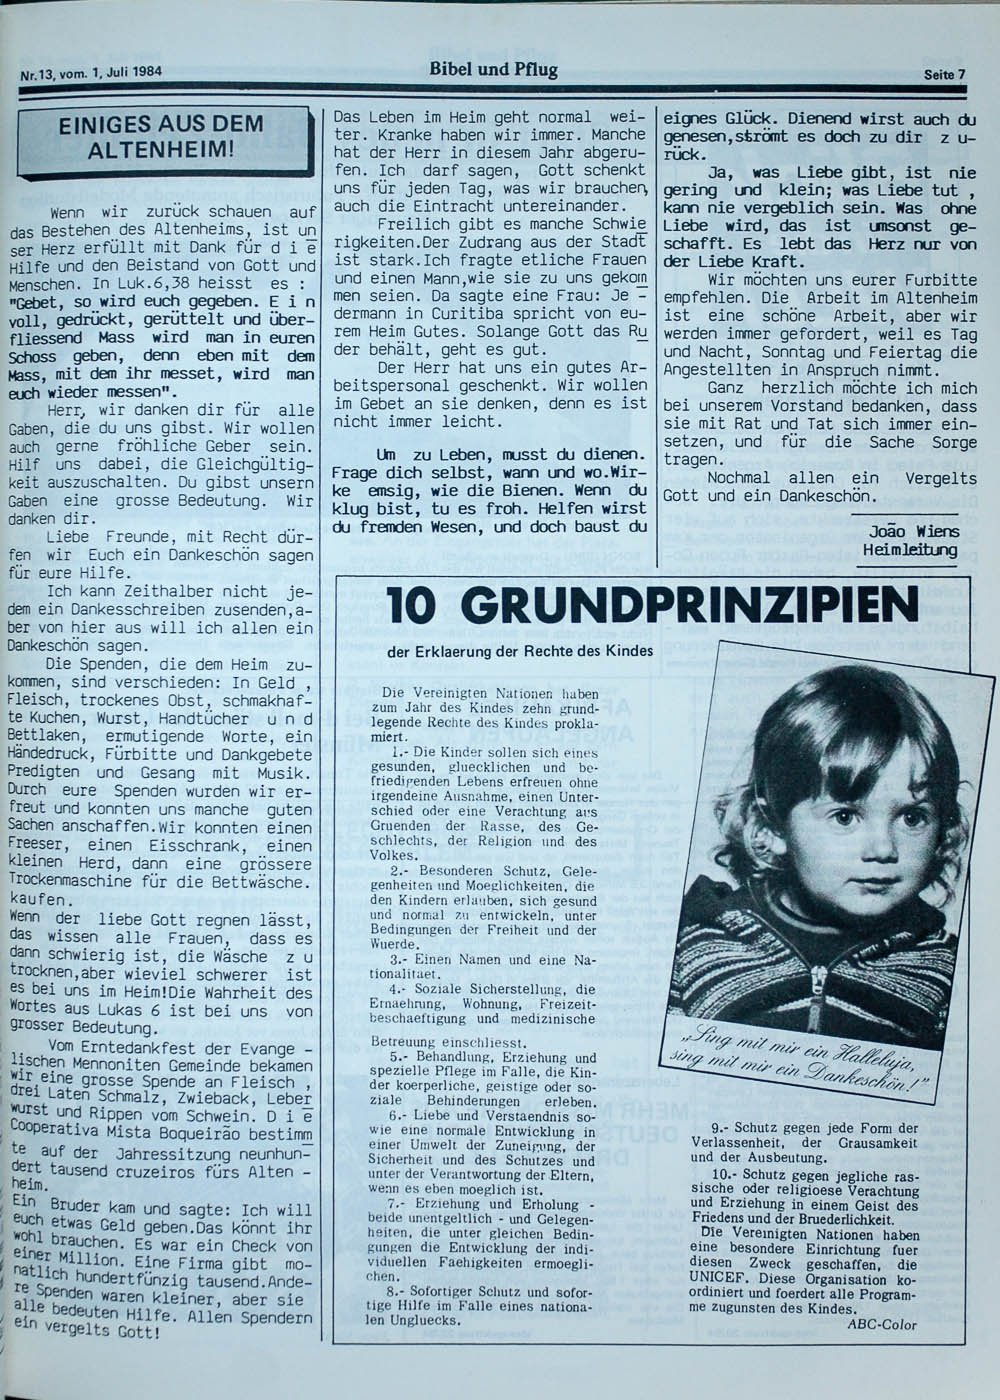 Nr.13, vom. 1, Juli 1984
Bibel und Pflug
Seite 7
EINIGES AUS DEM
ALTENHEIM!
Wenn wir zurück schauen auf
das Bestehen des Altenheims, ist un
ser Herz erfüllt mit Dank für d i e
Hilfe und den Beistand von Gott und
Menschen. In Luk.6,38 heisst es :
"Gebet, so wird euch gegeben. E i n
voll, gedrückt, gerüttelt und über-
fliessend Mass wird man in euren
Schoss geben, denn eben mit dem
Mass, mit dem ihr messet, wird man
euch wieder messen".
Herr, wir danken dir für alle
Gaben, die du uns gibst. Wir wollen
auch gerne fröhliche Geber sein.
Hilf uns dabei, die Gleichgültig-
keit auszuschalten. Du gibst unsern
Gaben eine grosse Bedeutung. Wir
danken dir.
Liebe Freunde, mit Recht dür-
fen wir Euch ein Dankeschön sagen
für eure Hilfe.
Ich kann Zeithalber nicht je-
dem ein Dankesschreiben zusenden,a-
ber von hier aus will ich allen ein
Dankeschön sagen.
Die Spenden, die dem Heim zu-
kommen, sind verschieden: In Geld ,
Fleisch, trockenes Obst, schmakhaf-
te Kuchen, Wurst, Handtücher u n d
Bettlaken, ermutigende Worte, ein
Händedruck, Fürbitte und Dankgebete
Predigten und Gesang mit Musik.
Durch eure Spenden wurden wir er-
freut und konnten uns manche guten
Sachen anschaffen.Wir konnten einen
Freeser, einen Eisschrank, einen
kleinen Herd, dann eine grössere
Trockenmaschine für die Bettwäsche.
kaufen.
Wenn der liebe Gott regnen lässt,
das wissen alle Frauen, dass es
dann schwierig ist, die Wäsche z u
trocknen,aber wieviel schwerer ist
es bei uns im Heim!Die Wahrheit des
Wortes aus Lukas 6 ist bei uns von
grosser Bedeutung.
Vom Erntedankfest der Evange -
lischen Mennoniten Gemeinde bekamen
wir eine grosse Spende an Fleisch ,
drei Laten Schmalz, Zwieback, Leber
wurst und Rippen vom Schwein. D i e
Cooperativa Mista Boqueirão bestimm
te auf der Jahressitzung neunhun-
dert tausend cruzeiros fürs Alten -
heim.
Ein Bruder kam und sagte: Ich will
euch etwas Geld geben.Das könnt ihr
wohl brauchen. Es war ein Check von
einer Million. Eine Firma gibt mo-
natlich hundertfünzig tausend.Ande-
re Spenden waren kleiner, aber sie
alle bedeuten Hilfe. Allen Spendern
ein vergelts Gott!
Das Leben im Heim geht normal wei-
ter. Kranke haben wir immer. Manche
hat der Herr in diesem Jahr abgeru-
fen. Ich darf sagen, Gott schenkt
uns für jeden Tag, was wir brauchen,
auch die Eintracht untereinander.
Freilich gibt es manche Schwie
rigkeiten.Der Zudrang aus der Stadt
ist stark.Ich fragte etliche Frauen
und einen Mann,wie sie zu uns gekom
men seien. Da sagte eine Frau: Je -
dermann in Curitiba spricht von eu-
rem Heim Gutes. Solange Gott das Ru
der behält, geht es gut.
Der Herr hat uns ein gutes Ar-
beitspersonal geschenkt. Wir wollen
im Gebet an sie denken, denn es ist
nicht immer leicht.
Um zu Leben, musst du dienen.
Frage dich selbst, wann und wo.Wir-
ke emsig, wie die Bienen. Wenn du
klug bist, tu es froh. Helfen wirst
du fremden Wesen, und doch baust du
eignes Glück. Dienend wirst auch du
genesen,strömt es doch zu dir z u-
rück.
Ja, was Liebe gibt, ist nie
gering und klein; was Liebe tut ,
kann nie vergeblich sein. Was ohne
Liebe wird, das ist umsonst ge-
schafft. Es lebt das Herz nur von
der Liebe Kraft.
Wir möchten uns eurer Furbitte
empfehlen. Die Arbeit im Altenheim
ist eine schöne Arbeit, aber wir
werden immer gefordert, weil es Tag
und Nacht, Sonntag und Feiertag die
Angestellten in Anspruch nimmt.
Ganz herzlich möchte ich mich
bei unserem Vorstand bedanken, dass
sie mit Rat und Tat sich immer ein-
setzen, und für die Sache Sorge
tragen.
Nochmal allen ein Vergelts
Gott und ein Dankeschön.
João Wiens
Heimleitung
10 GRUNDPRINZIPIEN
der Erklaerung der Rechte des Kindes
Die Vereinigten Nationen haben
zum Jahr des Kindes zehn grund-
legende Rechte des Kindes prokla-
miert.
1.- Die Kinder sollen sich eines
gesunden, gluecklichen und be-
friedigenden Lebens erfreuen ohne
irgendeine Ausnahme, einen Unter-
schied oder eine Verachtung aus
Gruenden der Rasse, des Ge-
schlechts, der Religion und des
Volkes.
2.- Besonderen Schutz, Gele-
genheiten und Moeglichkeiten, die
den Kindern erlauben, sich gesund
und normal zu entwickeln, unter
Bedingungen der Freiheit und der
Wuerde.
3.- Einen Namen und eine Na-
tionalitaet.
4.- Soziale Sicherstellung, die
Ernaehrung, Wohnung, Freizeit-
beschaeftigung und medizinische
Betreuung einschliesst.
5.- Behandlung, Erziehung und
spezielle Pflege im Falle, die Kin-
der koerperliche, geistige oder so-
ziale Behinderungen erleben.
6.- Liebe und Verstaendnis so-
wie eine normale Entwicklung in
einer Umwelt der Zuneigung, der
Sicherheit und des Schutzes und
unter der Verantwortung der Eltern,
wenn es eben moeglich ist.
7.- Erziehung und Erholung -
beide unentgeltlich - und Gelegen-
heiten, die unter gleichen Bedin-
gungen die Entwicklung der indi-
viduellen Faehigkeiten ermoegli-
chen.
8.- Sofortiger Schutz und sofor-
tige Hilfe im Falle eines nationa-
len Ungluecks.
„Sing mit mir ein Halleluja,
sing mit mir ein Dankeschön!"
9.- Schutz gegen jede Form der
Verlassenheit, der Grausamkeit
und der Ausbeutung.
10.- Schutz gegen jegliche ras-
sische oder religioese Verachtung
und Erziehung in einem Geist des
Friedens und der Bruederlichkeit.
Die Vereinigten Nationen haben
eine besondere Einrichtung fuer
diesen Zweck geschaffen, die
UNICEF. Diese Organisation ko-
ordiniert und foerdert alle Program-
me zugunsten des Kindes.
ABC-Color